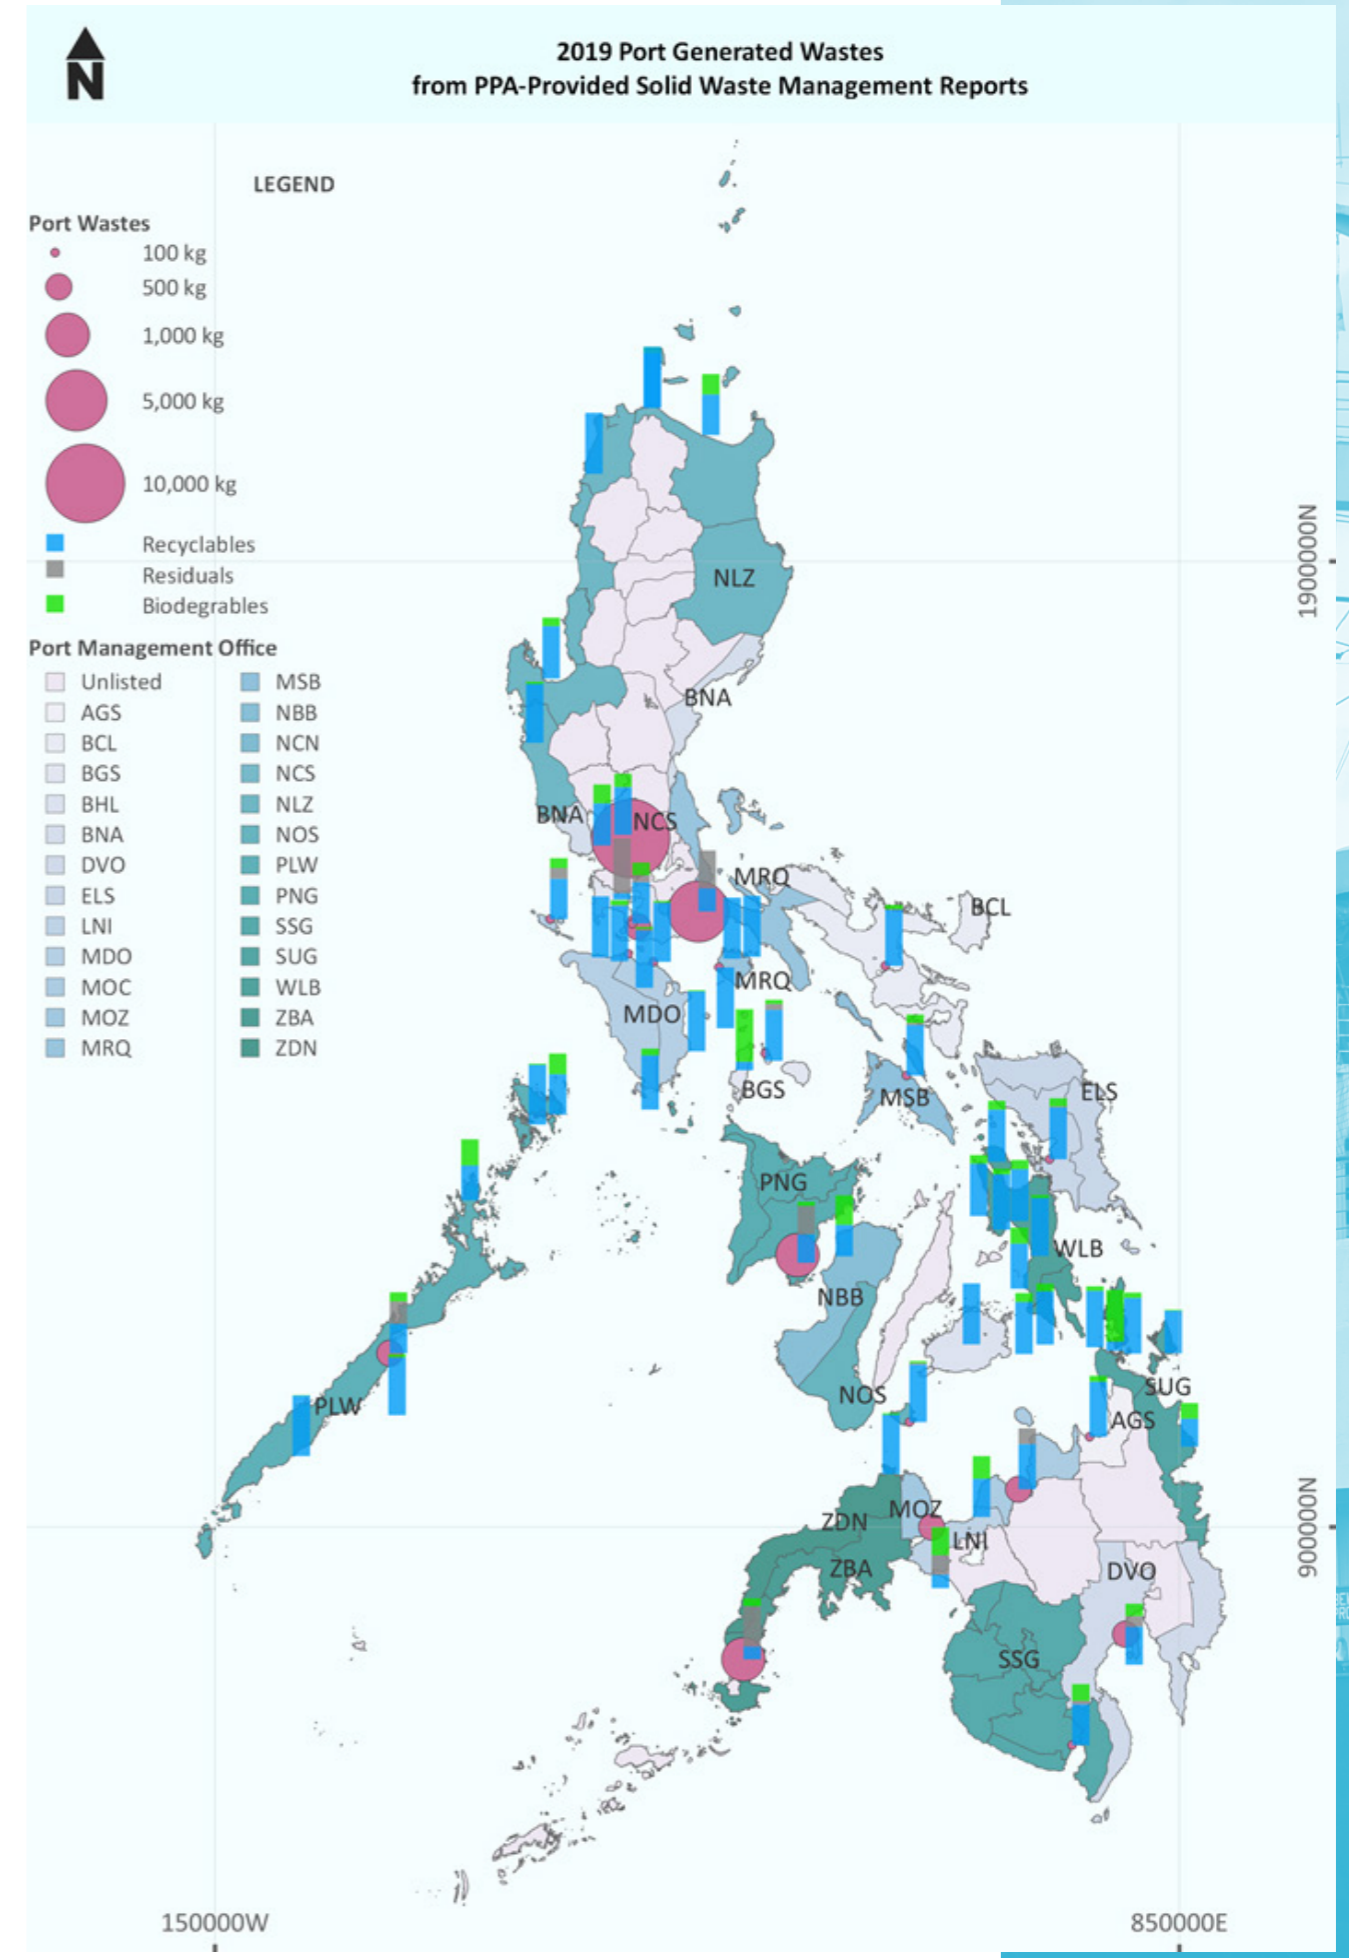 N
2019 Port Generated Wastes
from PPA-Provided Solid Waste Management Reports
LEGEND
Port Wastes
100 kg
500 kg
1,000 kg
5,000 kg
10,000 kg
Recyclables
Residuals
Biodegrables
Port Management Office
Unlisted
AGS
BCL
BGS
BHL
BNA
DVO
ELS
LNI
MDO
MOC
MOZ
MRQ
MSB
NBB
NCN
NCS
NLZ
NOS
PLW
PNG
SSG
SUG
WLB
ZBA
ZDN
1900000N
NLZ
BNA
BNA
NCS
MRQ
BCL
MRQ
MDO
BGS
MSB
ELS
PNG
WLB
NBB
NOS
SUG
PLW
AGS
900000N
MOZ
ZDN
LNI
ZBA
DVO
SSG
150000W
850000E